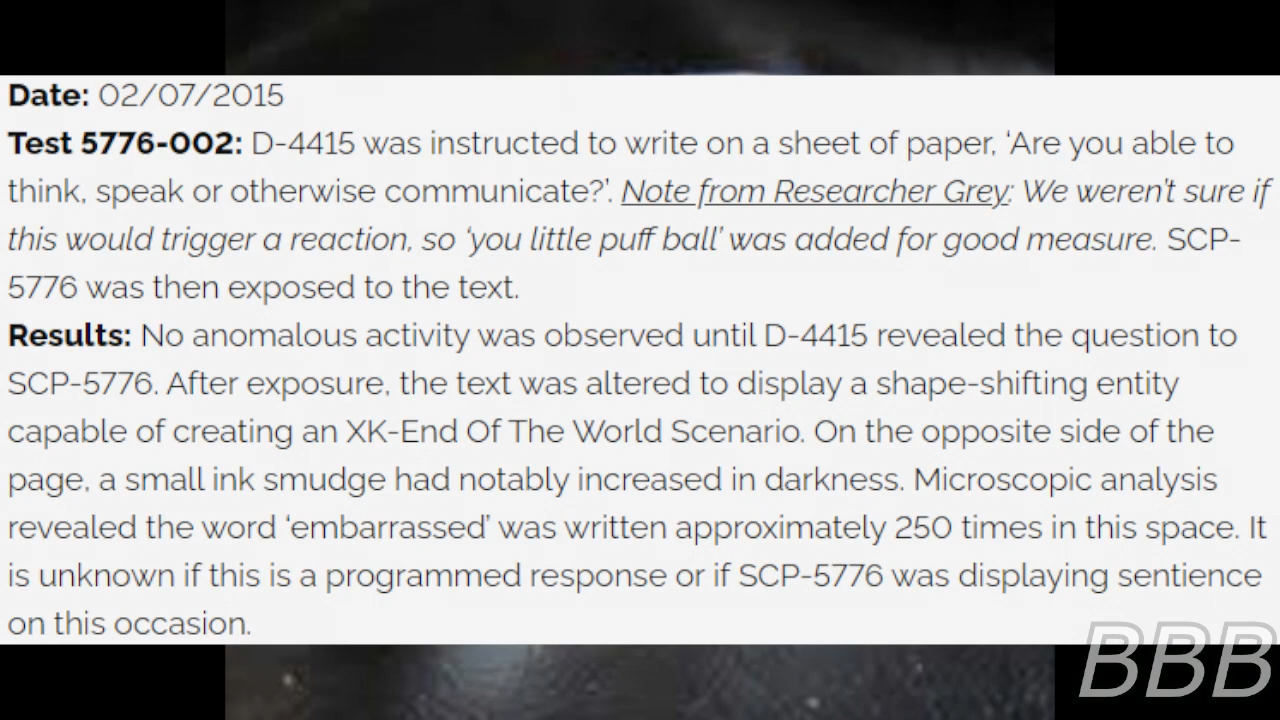 Date: 02/07/2015
Test 5776-002: D-4415 was instructed to write on a sheet of paper, ‘Are you able to
think, speak or otherwise communicate?’. Note from Researcher Grey: We weren’t sure if
this would trigger a reaction, so ‘you little puff ball’ was added for good measure. SCP-
5776 was then exposed to the text.
Results: No anomalous activity was observed until D-4415 revealed the question to
SCP-5776. After exposure, the text was altered to display a shape-shifting entity
capable of creating an XK-End Of The World Scenario. On the opposite side of the
page, a small ink smudge had notably increased in darkness. Microscopic analysis
revealed the word ‘embarrassed’ was written approximately 250 times in this space. It
is unknown if this is a programmed response or if SCP-5776 was displaying sentience
on this occasion.
BBB